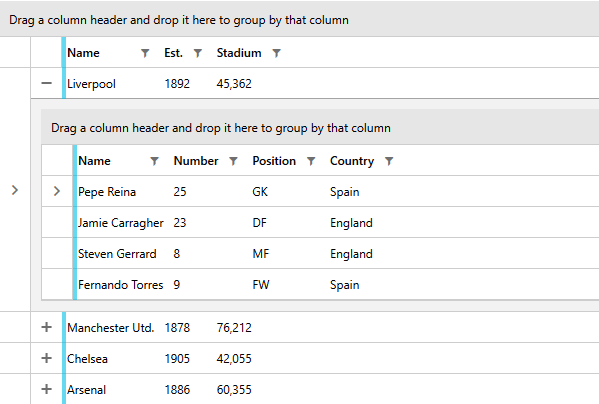 Drag a column header and drop it here to group by that column
Name Est. Stadium
Liverpool 1892 45,362
Drag a column header and drop it here to group by that column
Name Number Position Country
Pepe Reina 25 GK Spain
Jamie Carragher 23 DF England
Steven Gerrard 8 MF England
Fernando Torres 9 FW Spain
Manchester Utd. 1878 76,212
Chelsea 1905 42,055
Arsenal 1886 60,355